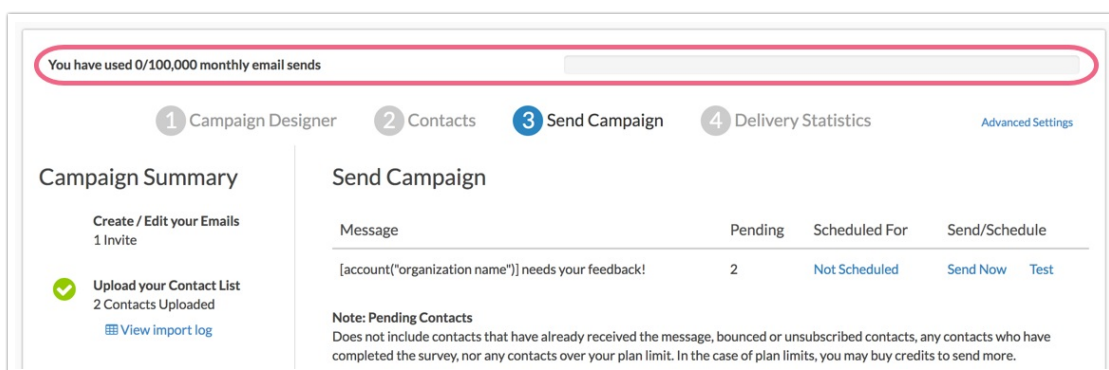 You have used 0/100,000 monthly email sends
1 Campaign Designer 2 Contacts 3 Send Campaign 4 Delivery Statistics Advanced Settings
Campaign Summary
Create / Edit your Emails
1 Invite
Upload your Contact List
2 Contacts Uploaded
View import log
Send Campaign
Message Pending Scheduled For Send/Schedule
[account("organization name")] needs your feedback! 2 Not Scheduled Send Now Test
Note: Pending Contacts
Does not include contacts that have already received the message, bounced or unsubscribed contacts, any contacts who have
completed the survey, nor any contacts over your plan limit. In the case of plan limits, you may buy credits to send more.